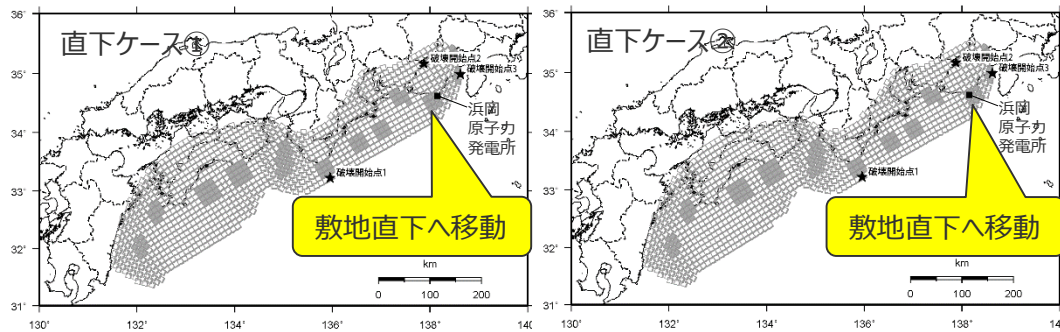 直下ケース①
36°
35°
34°
33°
32°
31°
130°
132°
134°
136°
138°
14
破壊開始点2
破壊開始点3
浜岡
原子力
発電所
破壊開始点1
敷地直下へ移動
km
0
100
200
直下ケース②
36°
35°
34°
33°
32°
31°
130°
132°
134°
136°
138°
140
破壊開始点2
破壊開始点3
浜岡
原子力
発電所
破壊開始点1
敷地直下へ移動
km
0
100
200